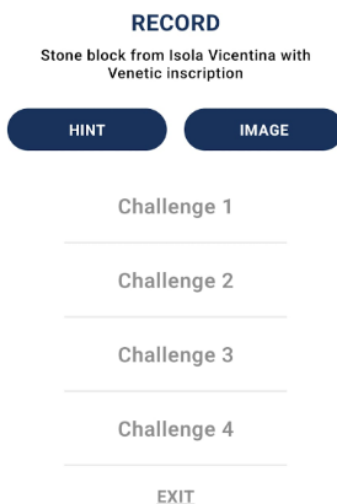 RECORD
Stone block from Isola Vicentina with
Venetic inscription
HINT IMAGE
Challenge 1
Challenge 2
Challenge 3
Challenge 4
EXIT